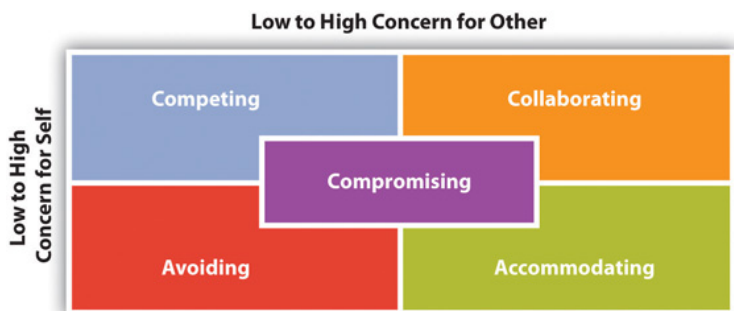 Low to High Concern for Other
Low to High
Concern for Self
Competing
Collaborating
Compromising
Avoiding
Accommodating